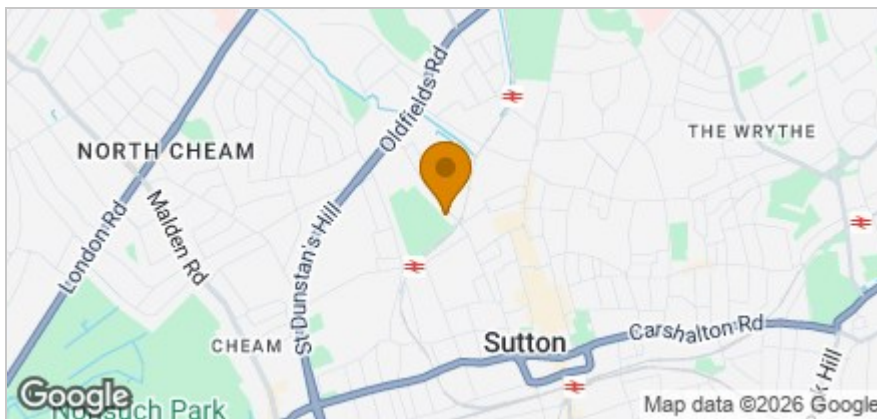 Oldfields Rd
THE WRYTHE
NORTH CHEAM
London Rd
Malden Rd
St Dunstan's Hill
CHEAM
Sutton
Carshalton Rd
Hill
Google
Park
Map data ©2026 Google